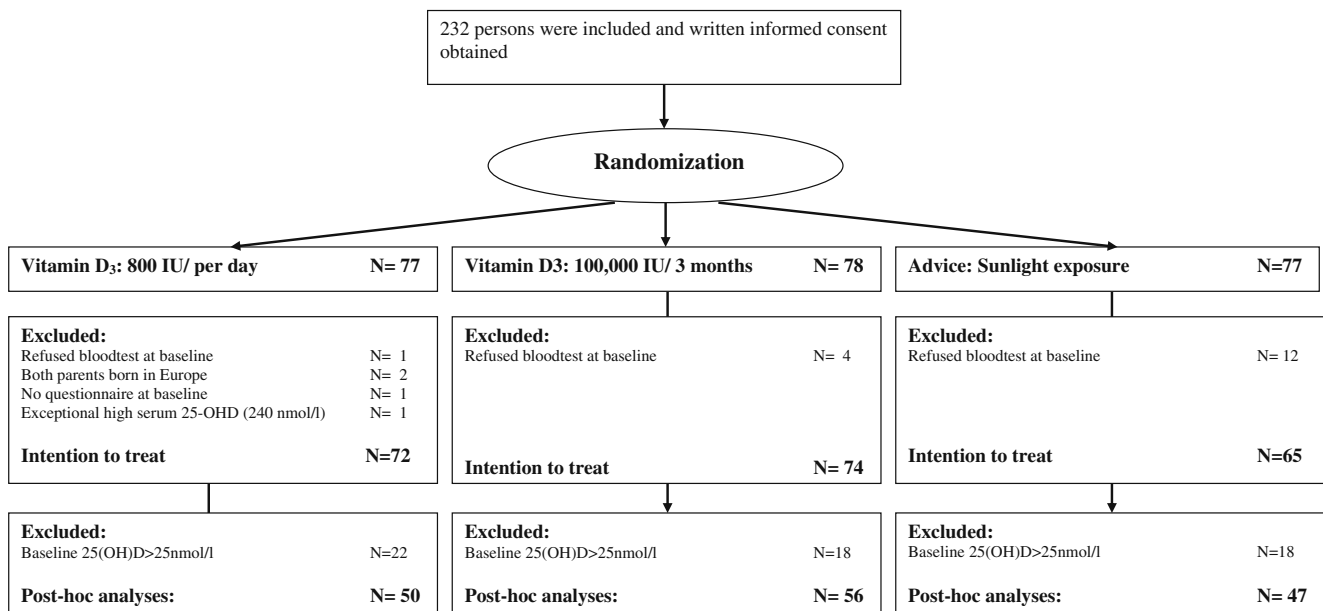 232 persons were included and written informed consent
obtained
Randomization
Vitamin D₃: 800 IU/ per day N= 77
Vitamin D3: 100,000 IU/ 3 months N= 78
Advice: Sunlight exposure N=77
Excluded:
Refused bloodtest at baseline N= 1
Both parents born in Europe N= 2
No questionnaire at baseline N= 1
Exceptional high serum 25-OHD (240 nmol/l) N= 1
Intention to treat N=72
Excluded:
Refused bloodtest at baseline N= 4
Intention to treat N= 74
Excluded:
Refused bloodtest at baseline N= 12
Intention to treat N=65
Excluded:
Baseline 25(OH)D>25nmol/l N=22
Post-hoc analyses: N= 50
Excluded:
Baseline 25(OH)D>25nmol/l N=18
Post-hoc analyses: N= 56
Excluded:
Baseline 25(OH)D>25nmol/l N=18
Post-hoc analyses: N= 47